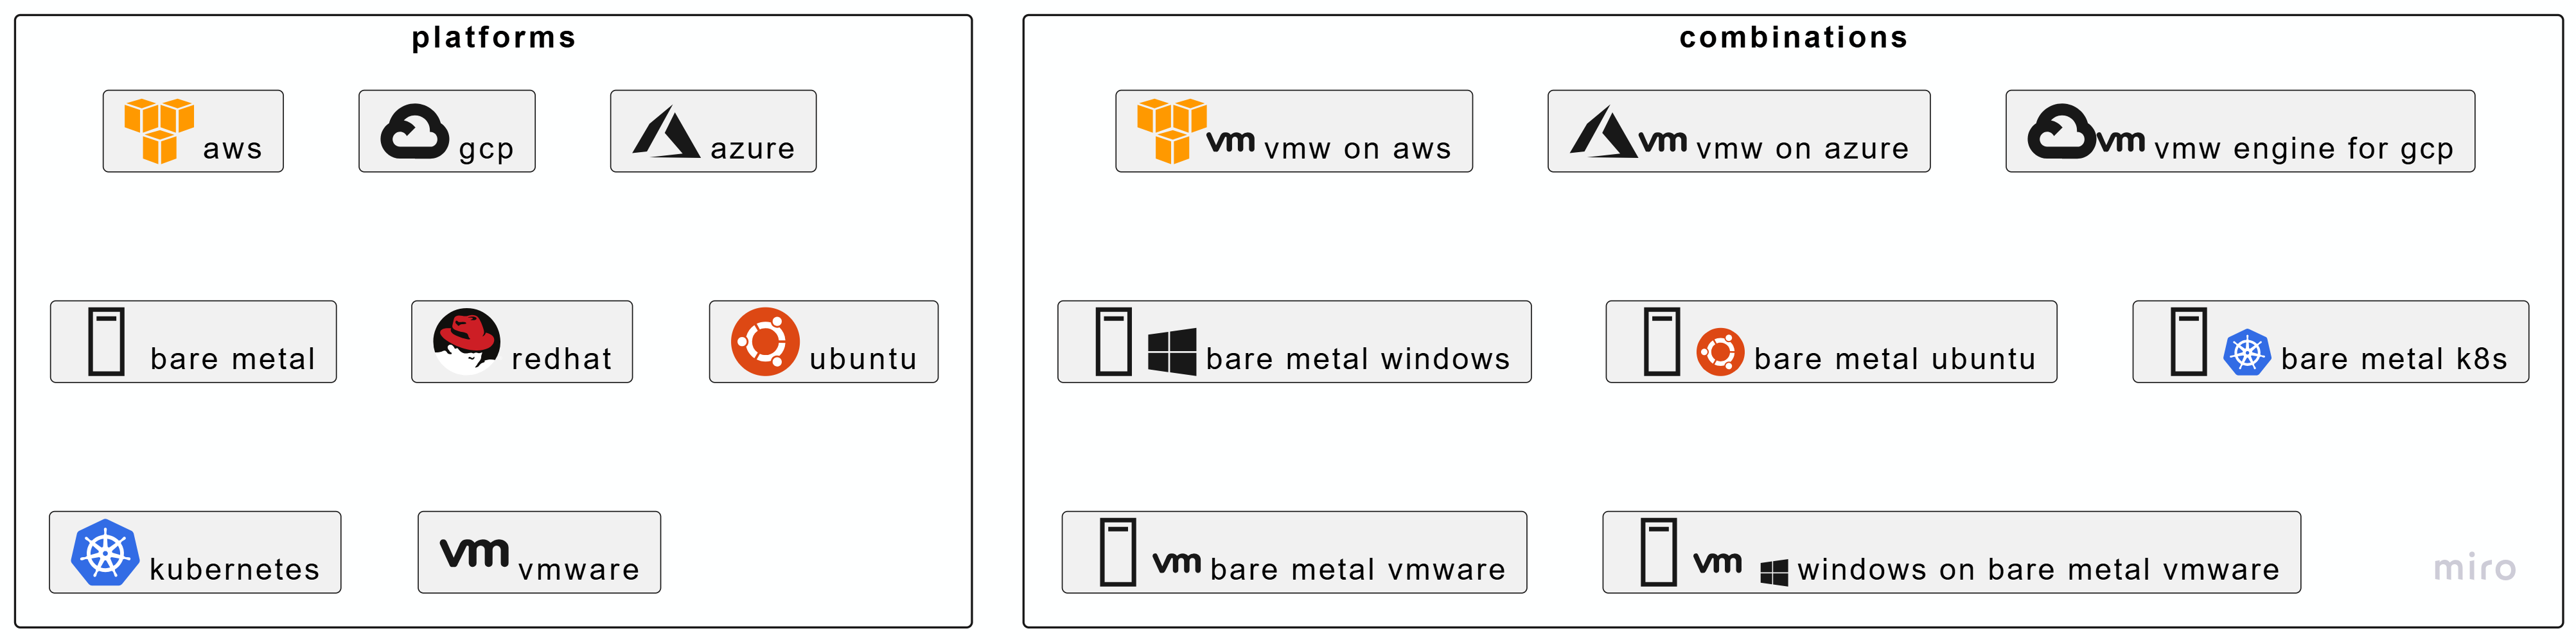 platforms
aws
gcp
azure
bare metal
redhat
ubuntu
kubernetes
vm vmware
combinations
vm vmw on aws
vm vmw on azure
vm vmw engine for gcp
bare metal windows
bare metal ubuntu
bare metal k8s
vm bare metal vmware
vm windows on bare metal vmware
miro